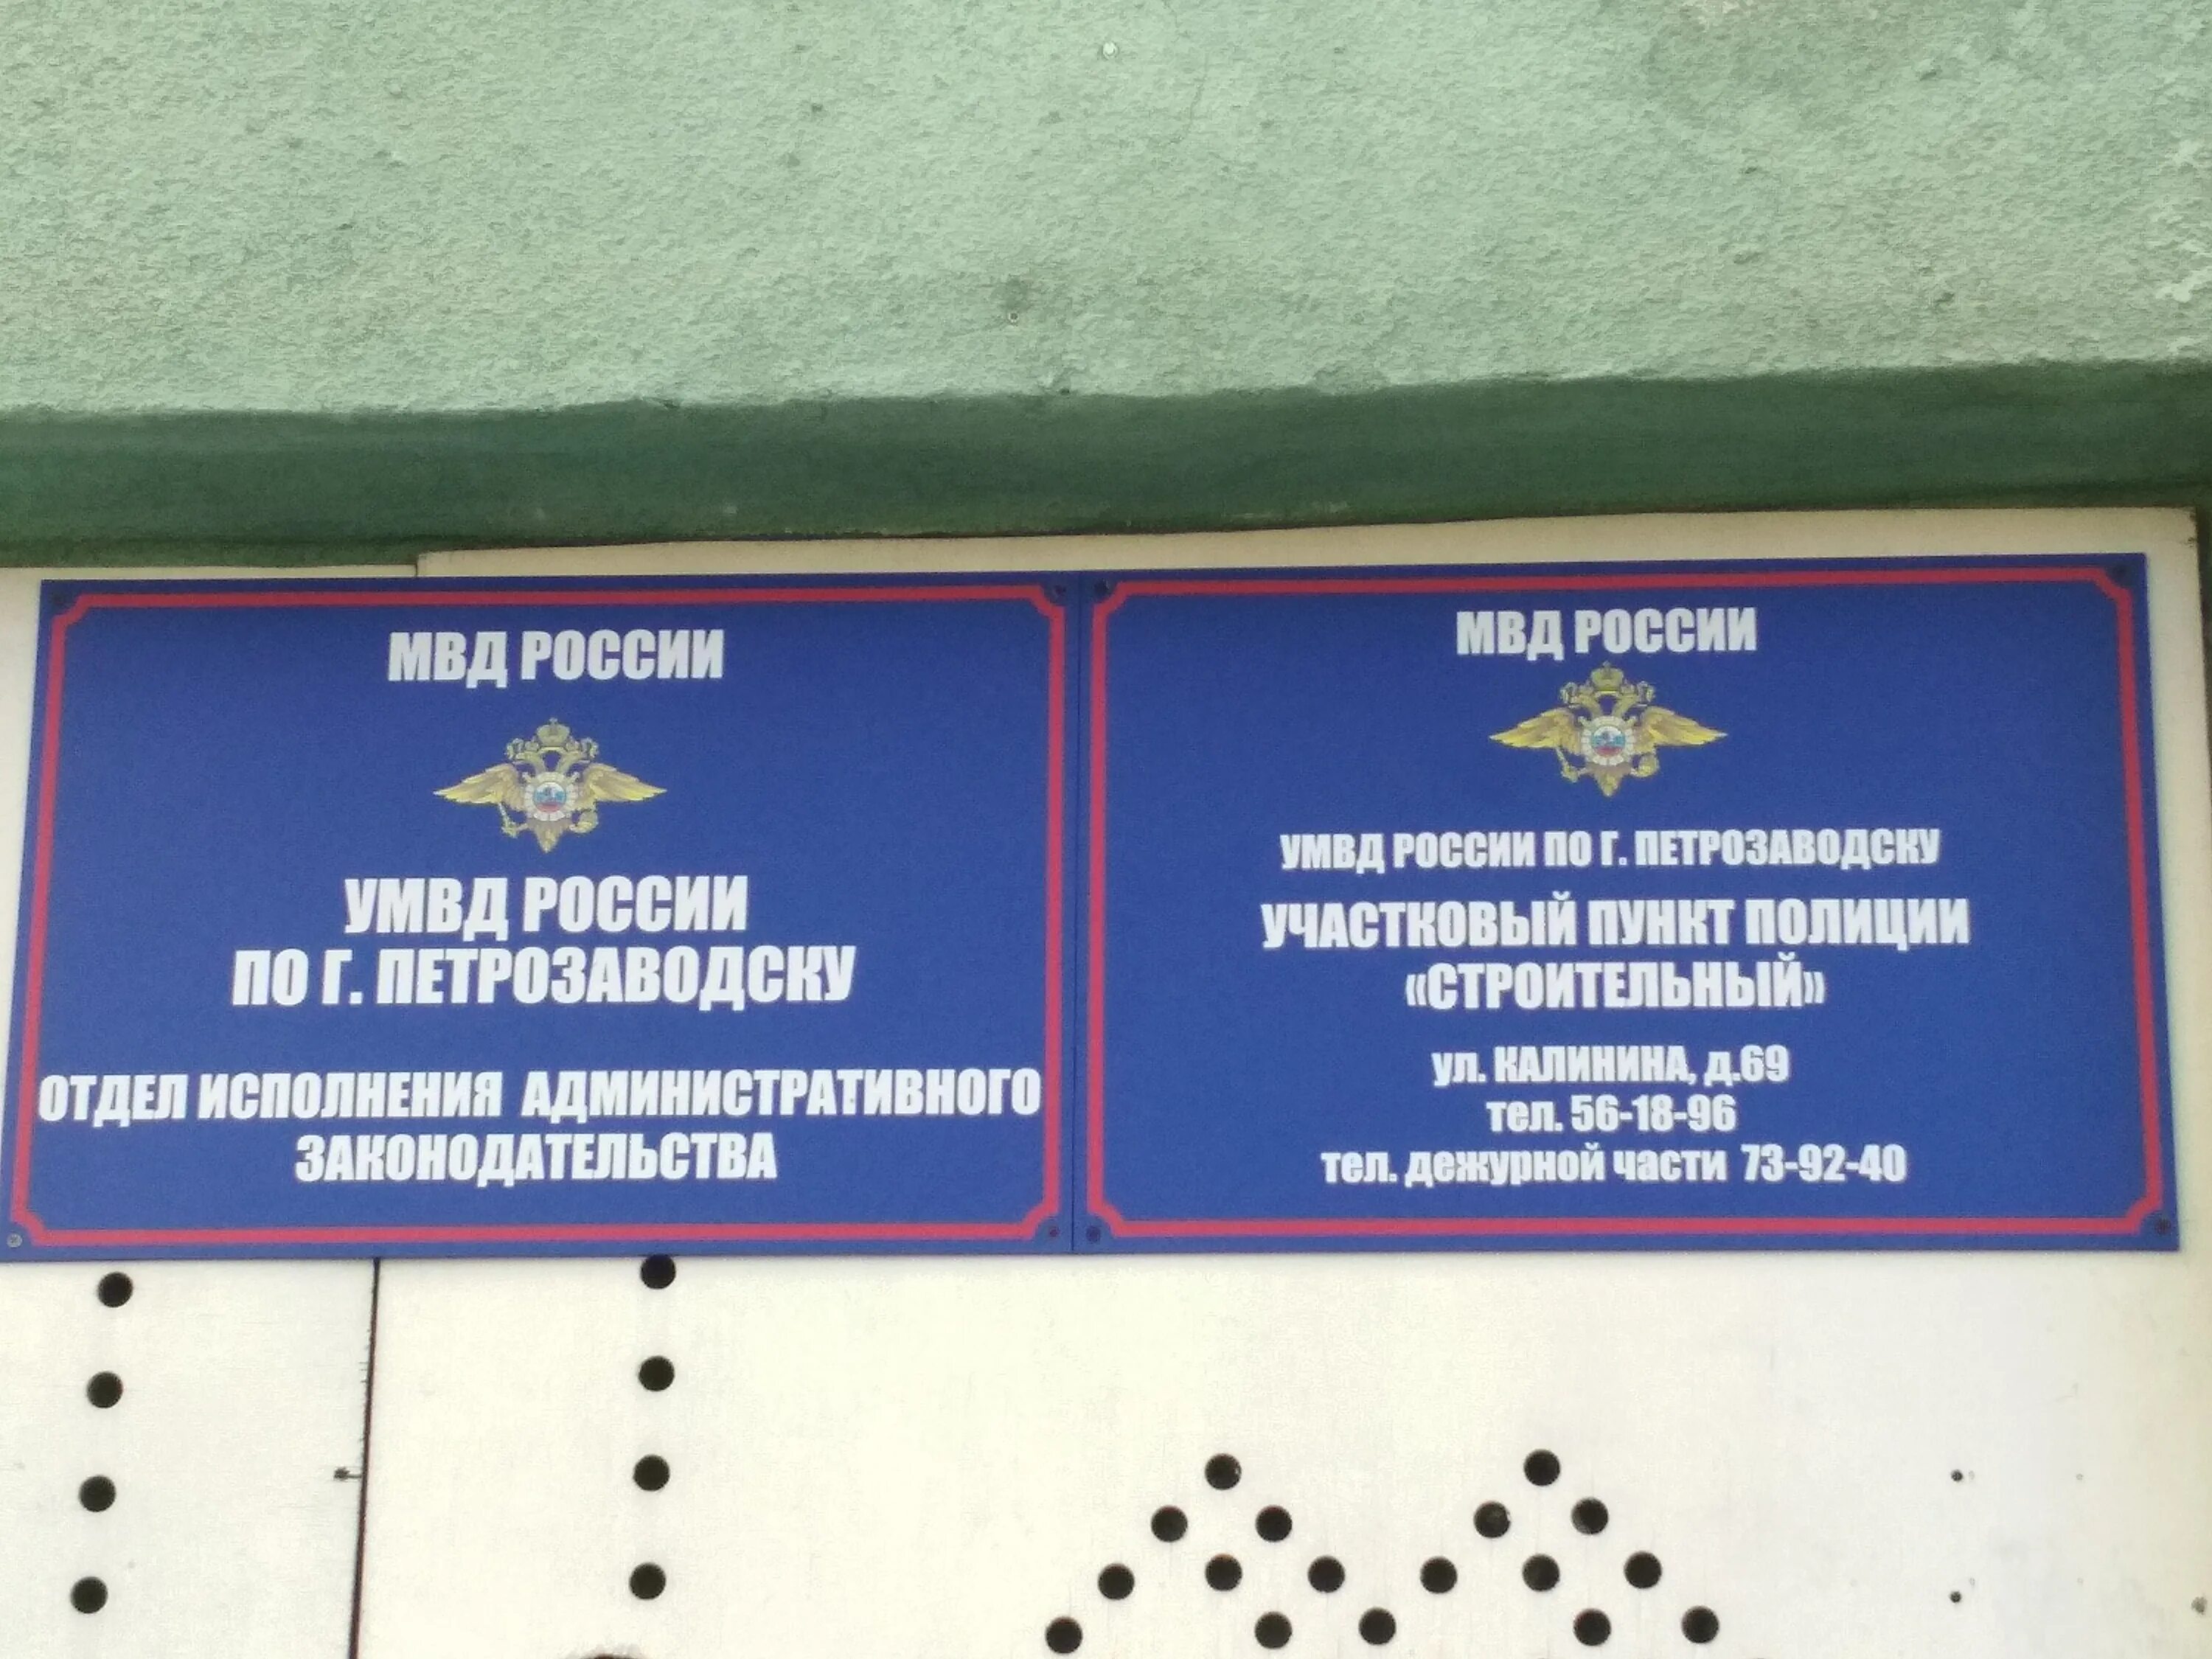 МВД РОССИИ
УМВД РОССИИ
ПО Г. ПЕТРОЗАВОДСКУ
ОТДЕЛ ИСПОЛНЕНИЯ АДМИНИСТРАТИВНОГО
ЗАКОНОДАТЕЛЬСТВА
МВД РОССИИ
УМВД РОССИИ ПО Г. ПЕТРОЗАВОДСКУ
УЧАСТКОВЫЙ ПУНКТ ПОЛИЦИИ
«СТРОИТЕЛЬНЫЙ»
ул. КАЛИНИНА, д.69
тел. 56-18-96
тел. дежурной части 73-92-40